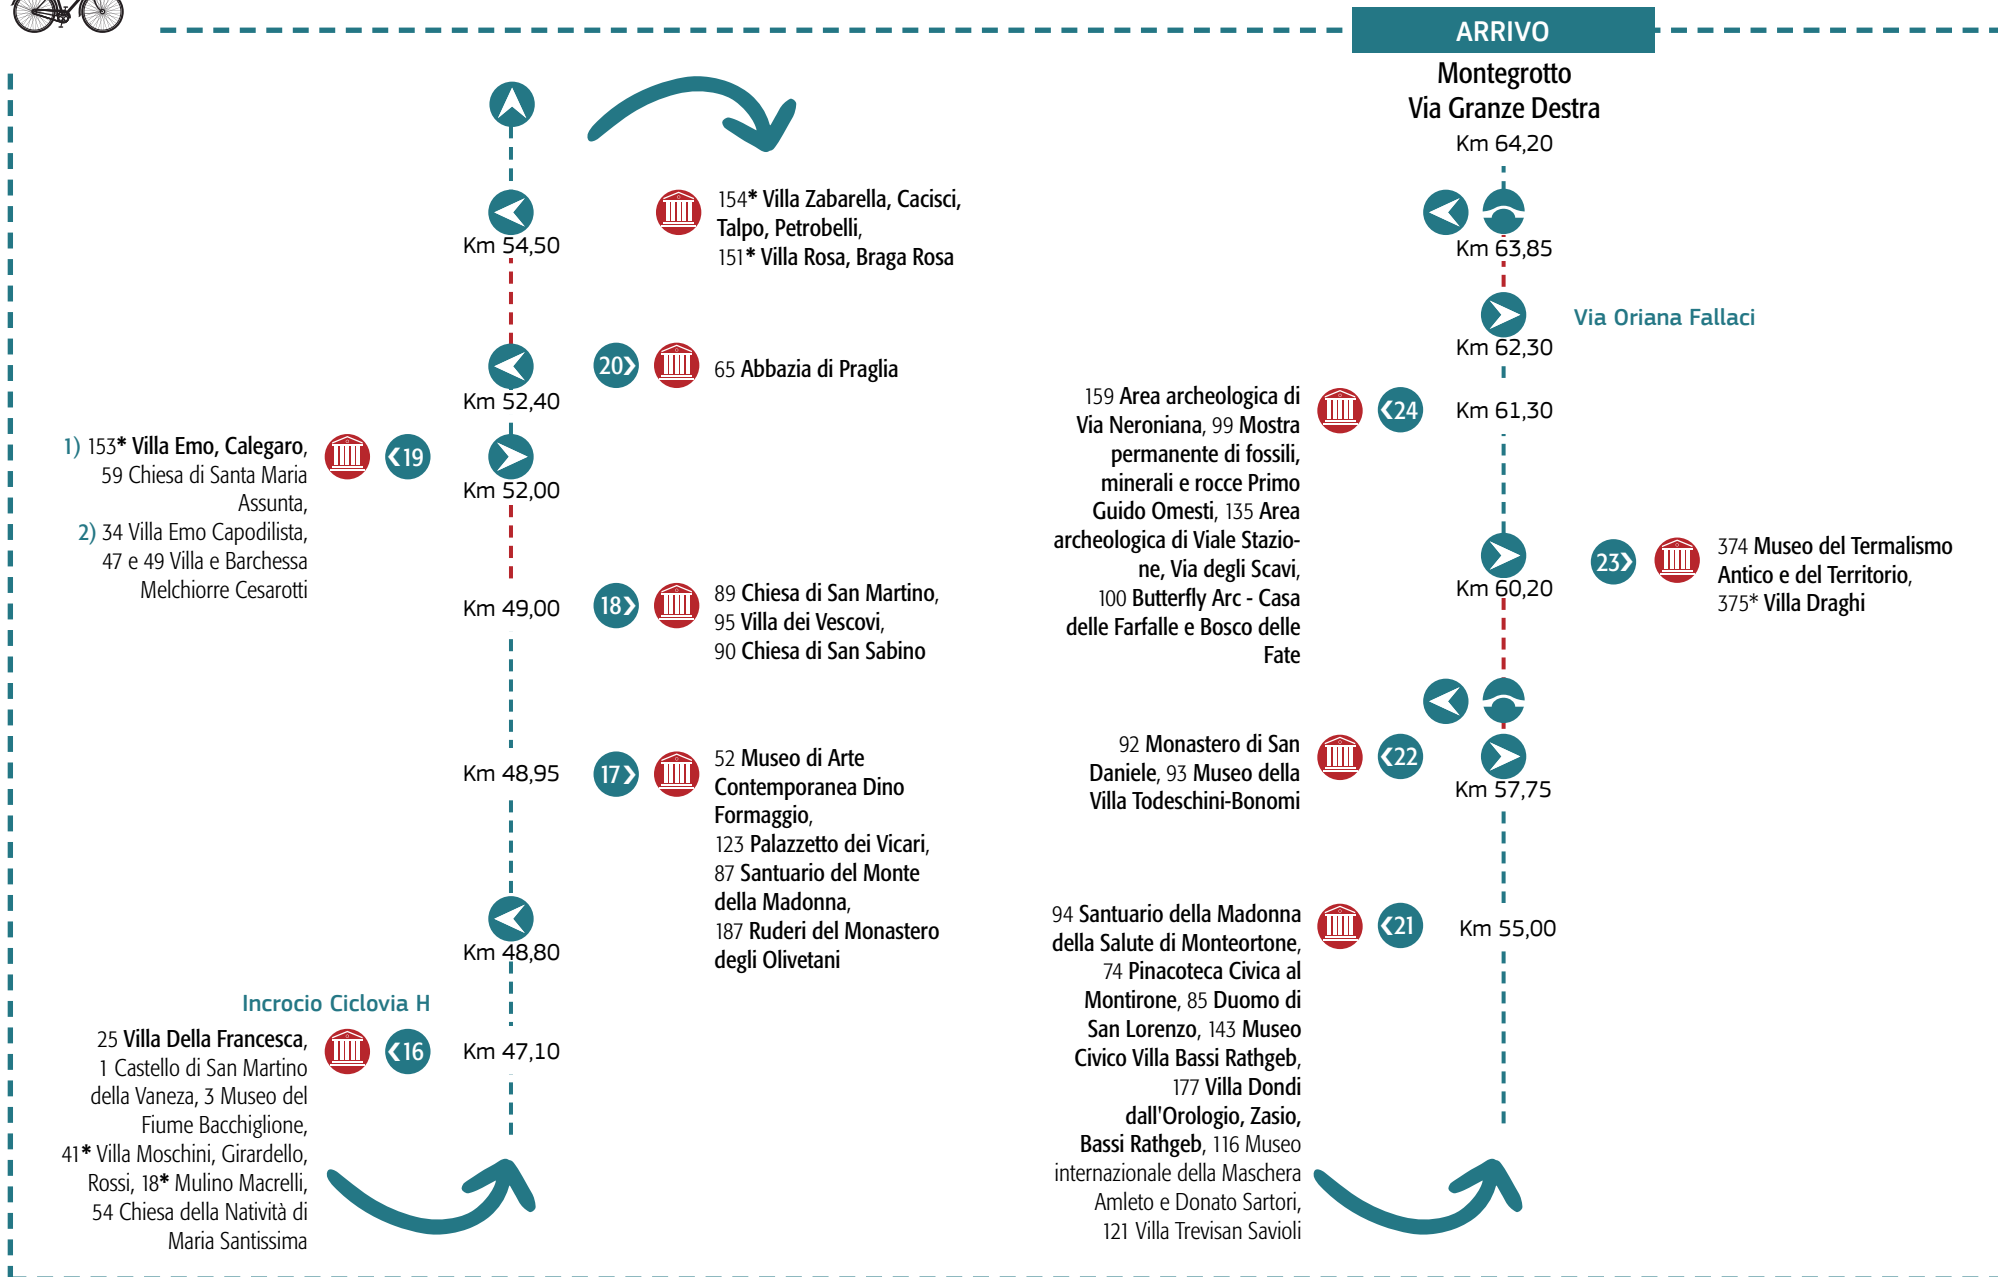 ARRIVO
Montegrotto
Via Granze Destra
Km 64,20
Km 54,50
154* Villa Zabarella, Cacisci,
Talpo, Petrobelli,
151* Villa Rosa, Braga Rosa
Km 52,40
20
65 Abbazia di Praglia
1) 153* Villa Emo, Calegaro,
59 Chiesa di Santa Maria
Assunta,
2) 34 Villa Emo Capodilista,
47 e 49 Villa e Barchessa
Melchiorre Cesarotti
19
Km 52,00
Km 49,00
18
89 Chiesa di San Martino,
95 Villa dei Vescovi,
90 Chiesa di San Sabino
Km 48,95
17
52 Museo di Arte
Contemporanea Dino
Formaggio,
123 Palazzetto dei Vicari,
87 Santuario del Monte
della Madonna,
187 Ruderi del Monastero
degli Olivetani
Km 48,80
Incrocio Ciclovia H
25 Villa Della Francesca,
1 Castello di San Martino
della Vaneza, 3 Museo del
Fiume Bacchiglione,
41* Villa Moschini, Girardello,
Rossi, 18* Mulino Macrelli,
54 Chiesa della Natività di
Maria Santissima
16
Km 47,10
Km 63,85
Via Oriana Fallaci
Km 62,30
159 Area archeologica di
Via Neroniana, 99 Mostra
permanente di fossili,
minerali e rocce Primo
Guido Omesti, 135 Area
archeologica di Viale Stazio-
ne, Via degli Scavi,
100 Butterfly Arc - Casa
delle Farfalle e Bosco delle
Fate
24
Km 61,30
Km 60,20
23
374 Museo del Termalismo
Antico e del Territorio,
375* Villa Draghi
92 Monastero di San
Daniele, 93 Museo della
Villa Todeschini-Bonomi
22
Km 57,75
94 Santuario della Madonna
della Salute di Monteortone,
74 Pinacoteca Civica al
Montirone, 85 Duomo di
San Lorenzo, 143 Museo
Civico Villa Bassi Rathgeb,
177 Villa Dondi
dall'Orologio, Zasio,
Bassi Rathgeb, 116 Museo
internazionale della Maschera
Amleto e Donato Sartori,
121 Villa Trevisan Savioli
21
Km 55,00